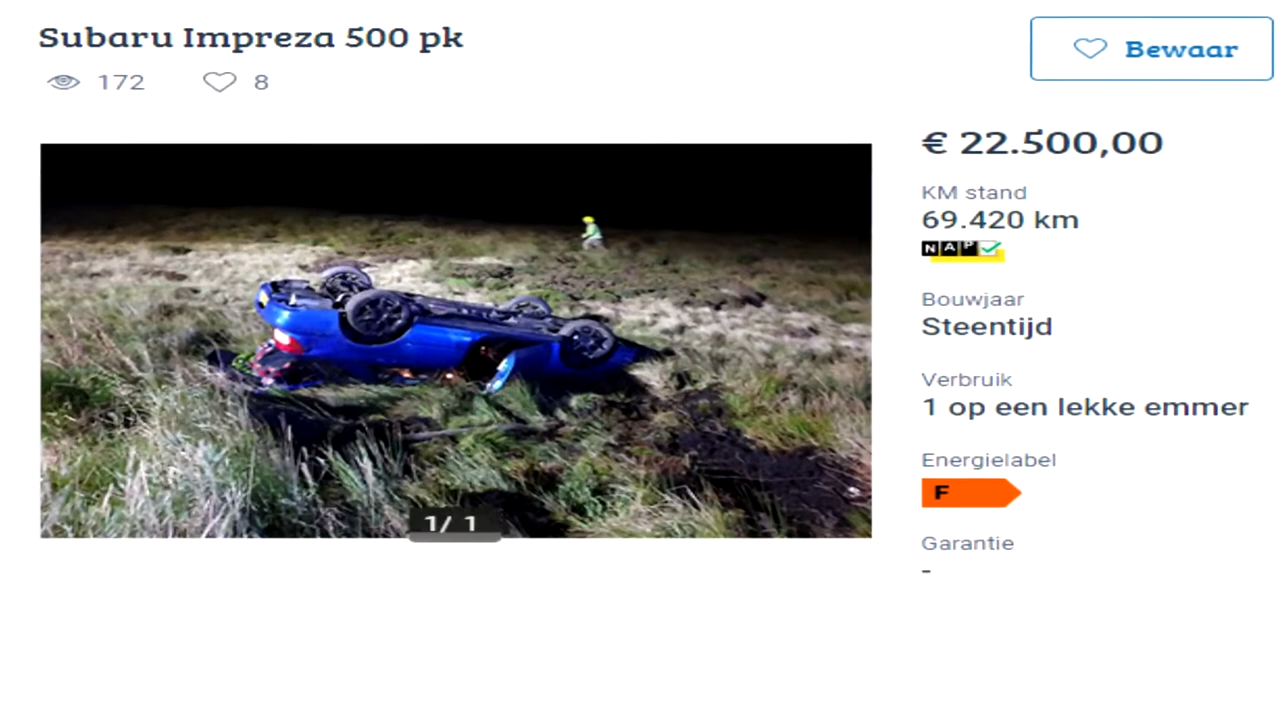 Subaru Impreza 500 pk
172 8
Bewaar
€ 22.500,00
KM stand
69.420 km
NAP
Bouwjaar
Steentijd
Verbruik
1 op een lekke emmer
Energielabel
F
Garantie
-
1/ 1